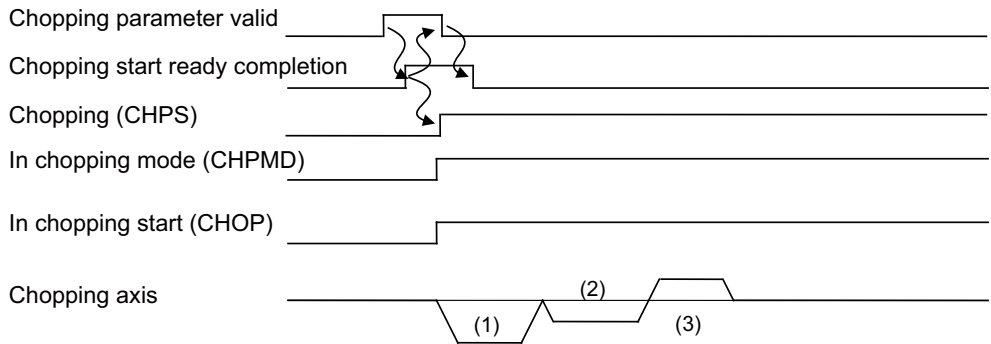 Chopping parameter valid
Chopping start ready completion
Chopping (CHPS)
In chopping mode (CHPMD)
In chopping start (CHOP)
Chopping axis
(1)
(2)
(3)